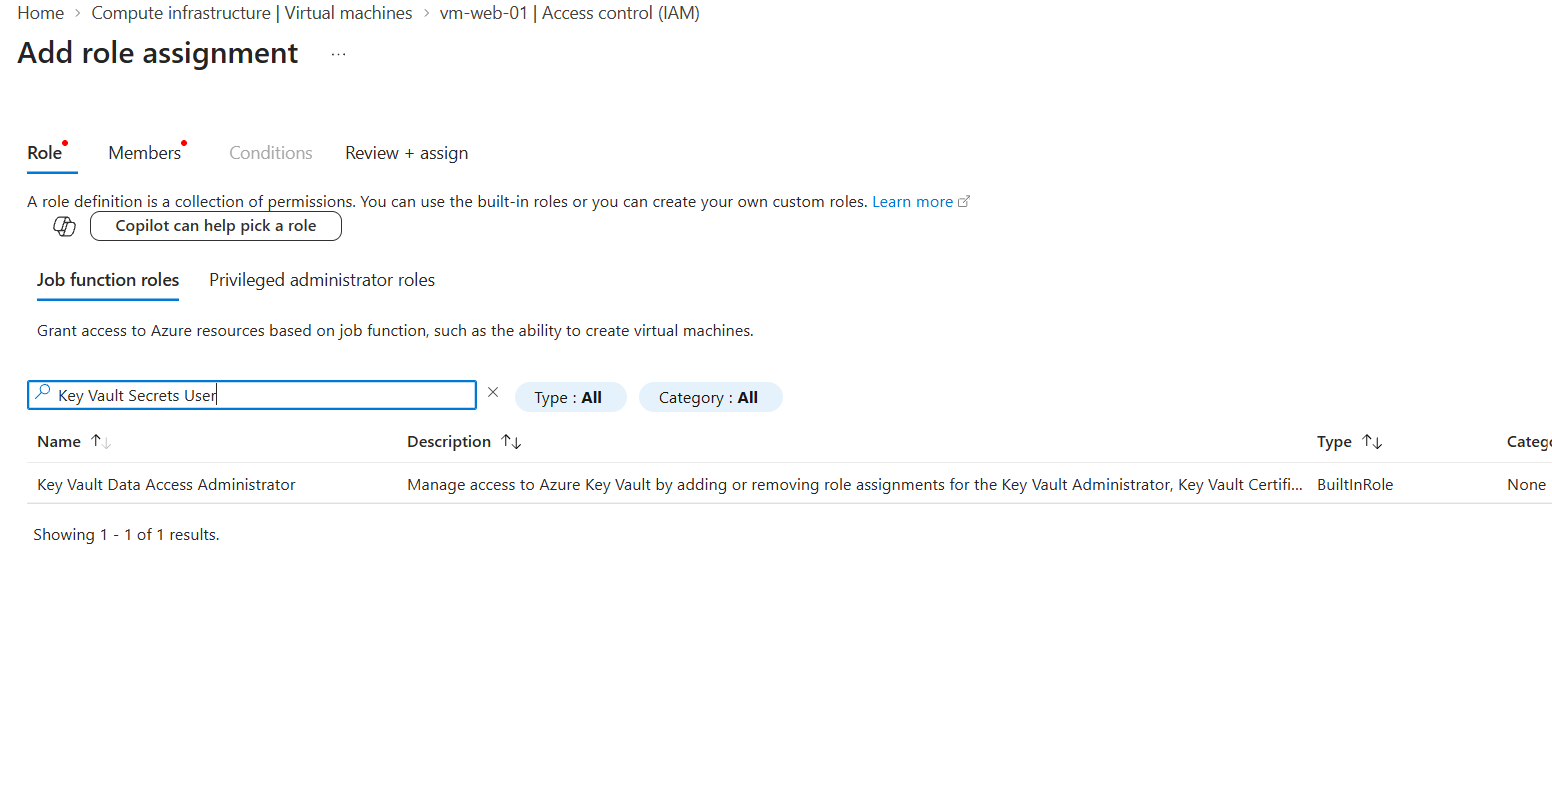 Home > Compute infrastructure | Virtual machines > vm-web-01 | Access control (IAM)
Add role assignment ...
Role Members Conditions Review + assign
A role definition is a collection of permissions. You can use the built-in roles or you can create your own custom roles. Learn more
Copilot can help pick a role
Job function roles Privileged administrator roles
Grant access to Azure resources based on job function, such as the ability to create virtual machines.
Key Vault Secrets User Type : All Category : All
Name Description Type Catego
Key Vault Data Access Administrator Manage access to Azure Key Vault by adding or removing role assignments for the Key Vault Administrator, Key Vault Certifi... BuiltInRole None
Showing 1 - 1 of 1 results.